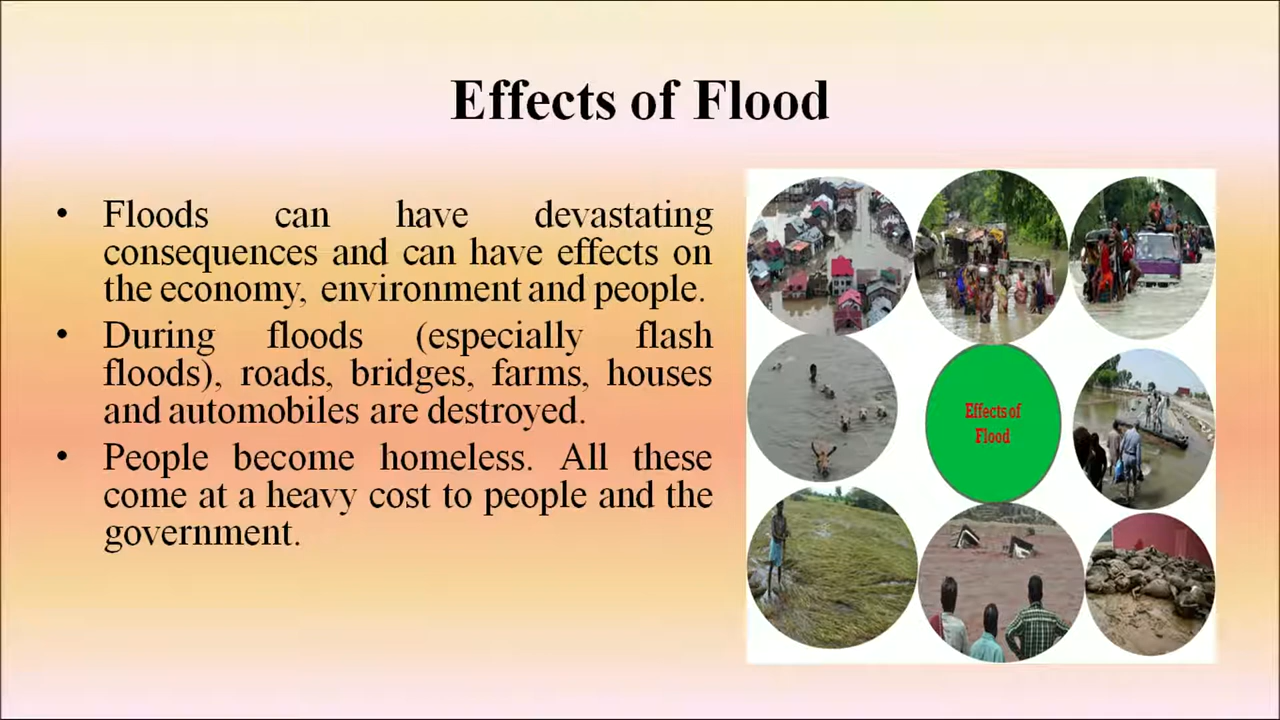 Effects of Flood
• Floods can have devastating
consequences and can have effects on
the economy, environment and people.
• During floods (especially flash
floods), roads, bridges, farms, houses
and automobiles are destroyed.
• People become homeless. All these
come at a heavy cost to people and the
government.
Effects of
Flood